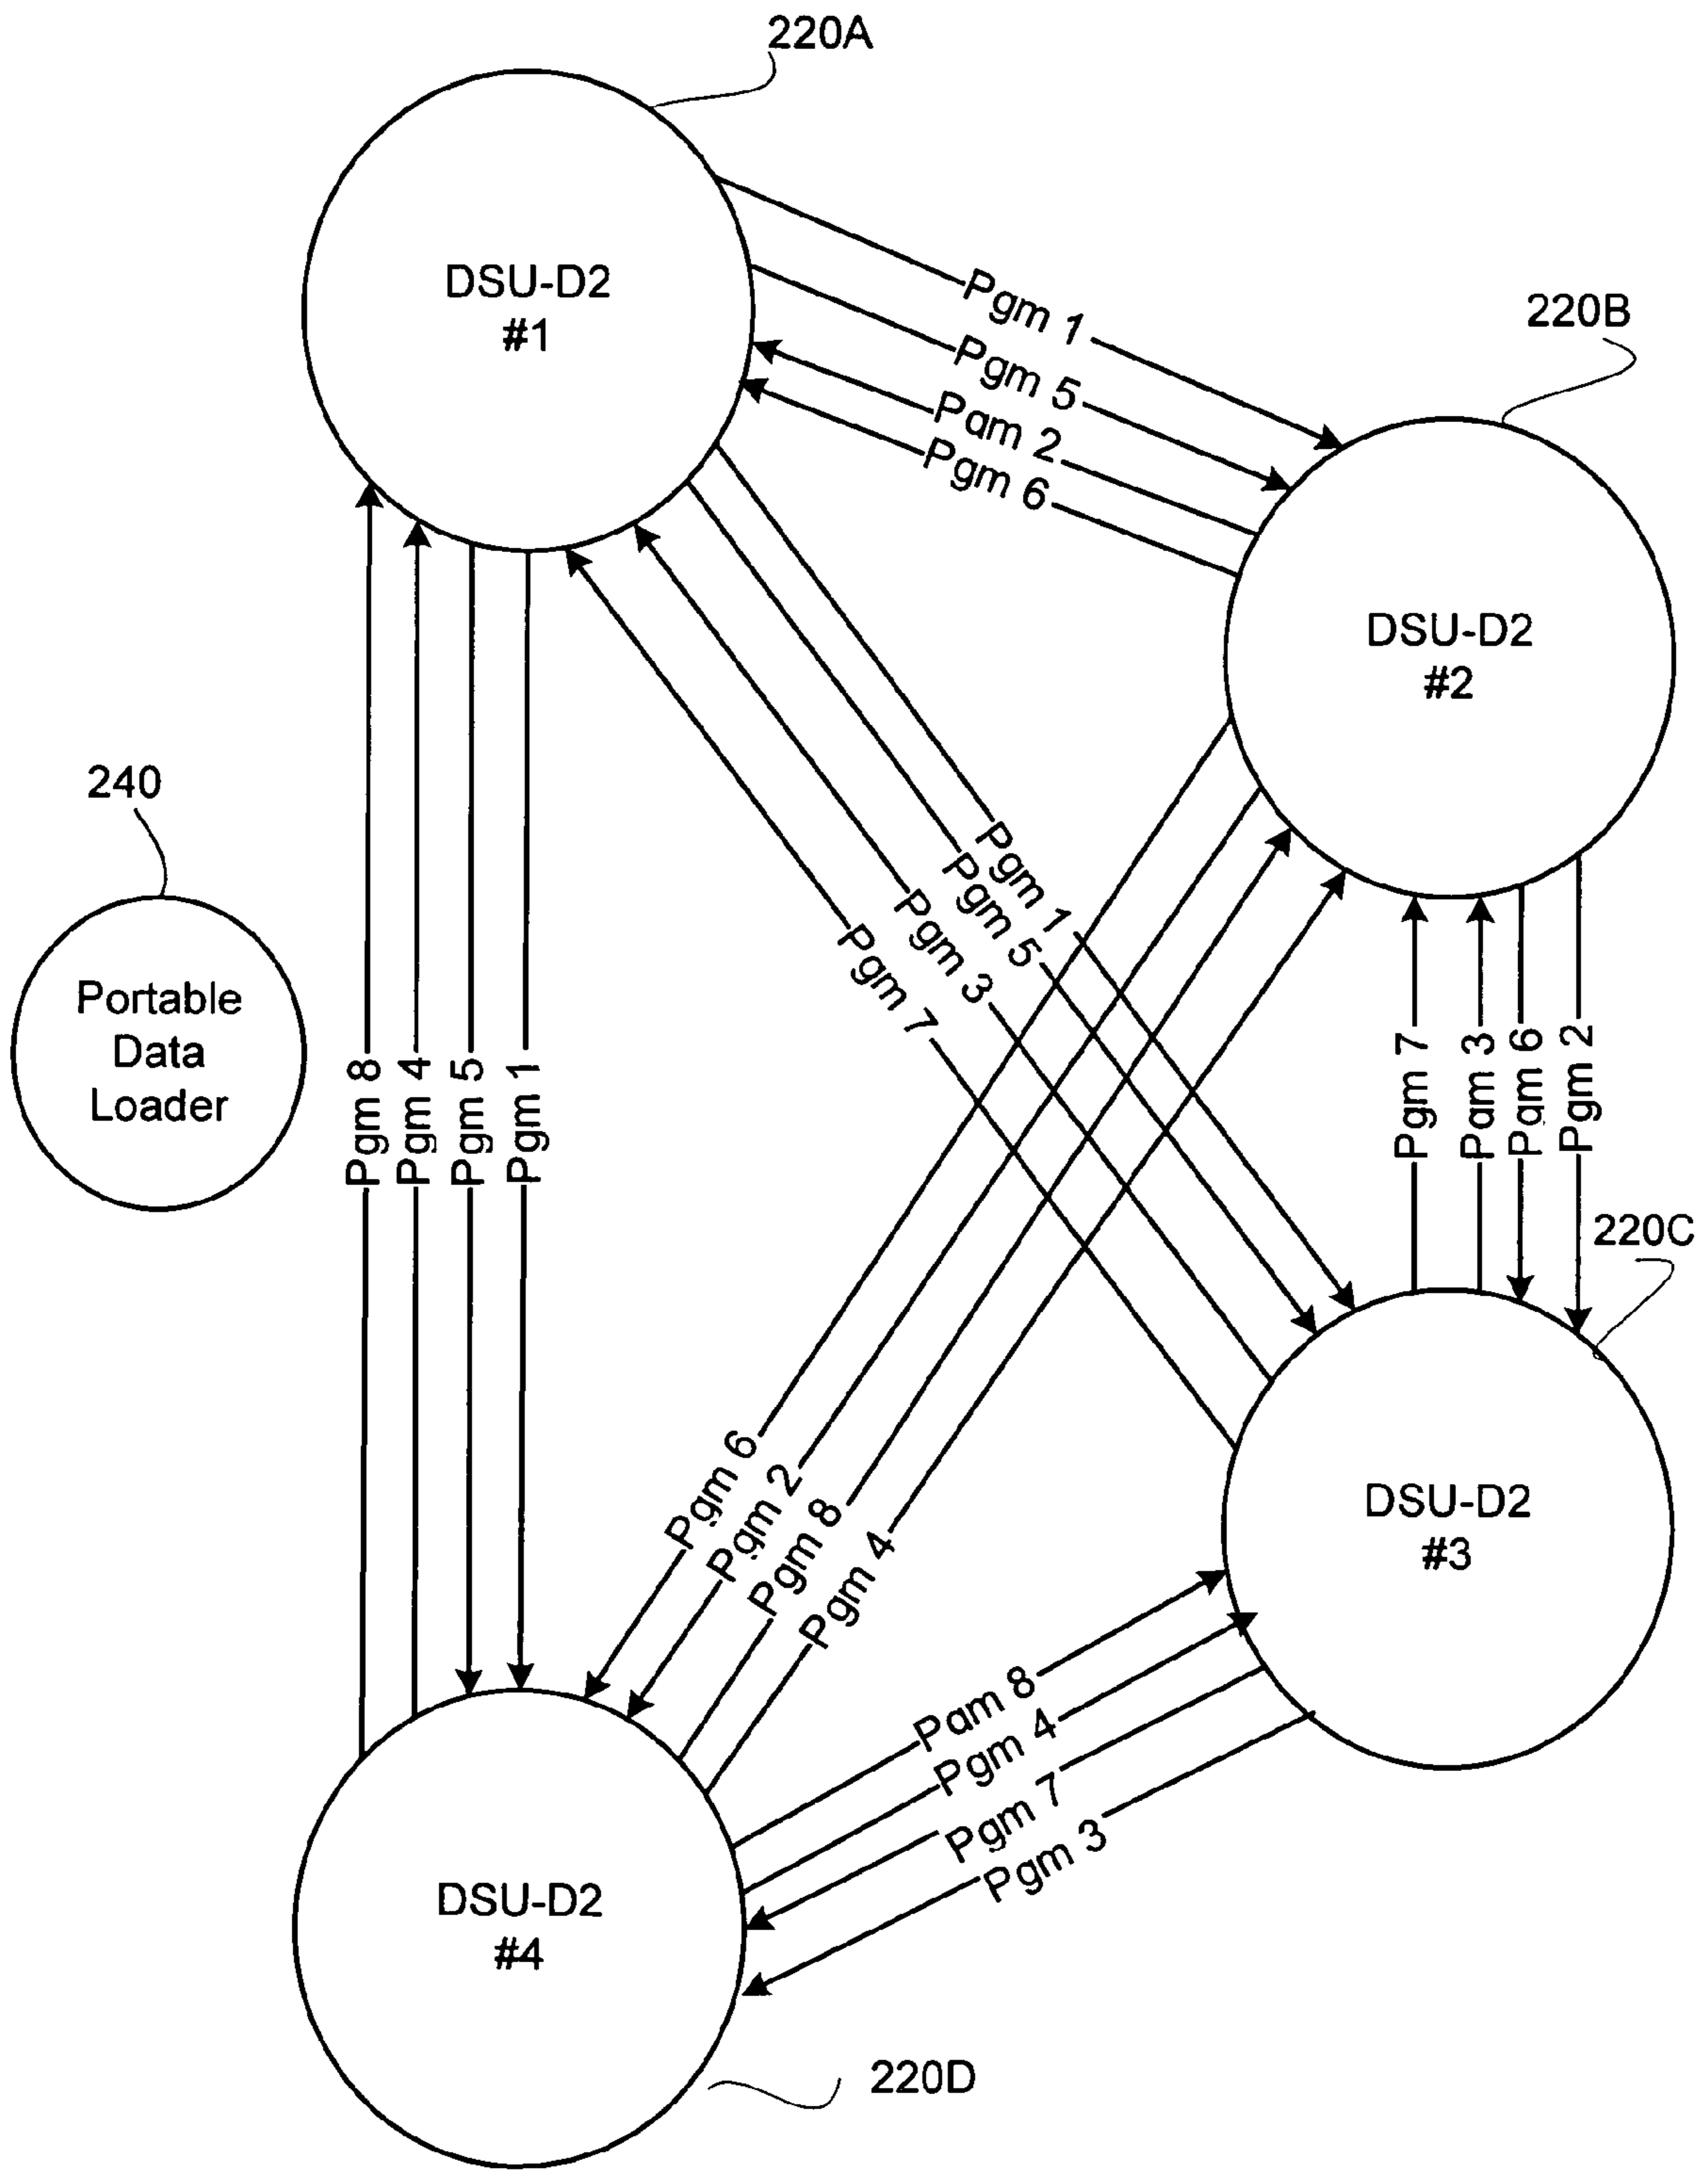 220A
DSU-D2
#1
Pgm 1
Pgm 5
Pam 2
Pgm 6
220B
DSU-D2
#2
240
Portable
Data
Loader
Pgm 8
Pgm 4
Pgm 5
Pgm 1
Pgm 1
Pgm 5
Pgm 3
Pgm 7
Pgm 7
Pam 3
Pam 6
Pgm 2
220C
DSU-D2
#3
Pgm 6
Pgm 2
Pgm 8
Pgm 4
Pam 8
Pgm 4
Pgm 7
Pgm 3
DSU-D2
#4
220D